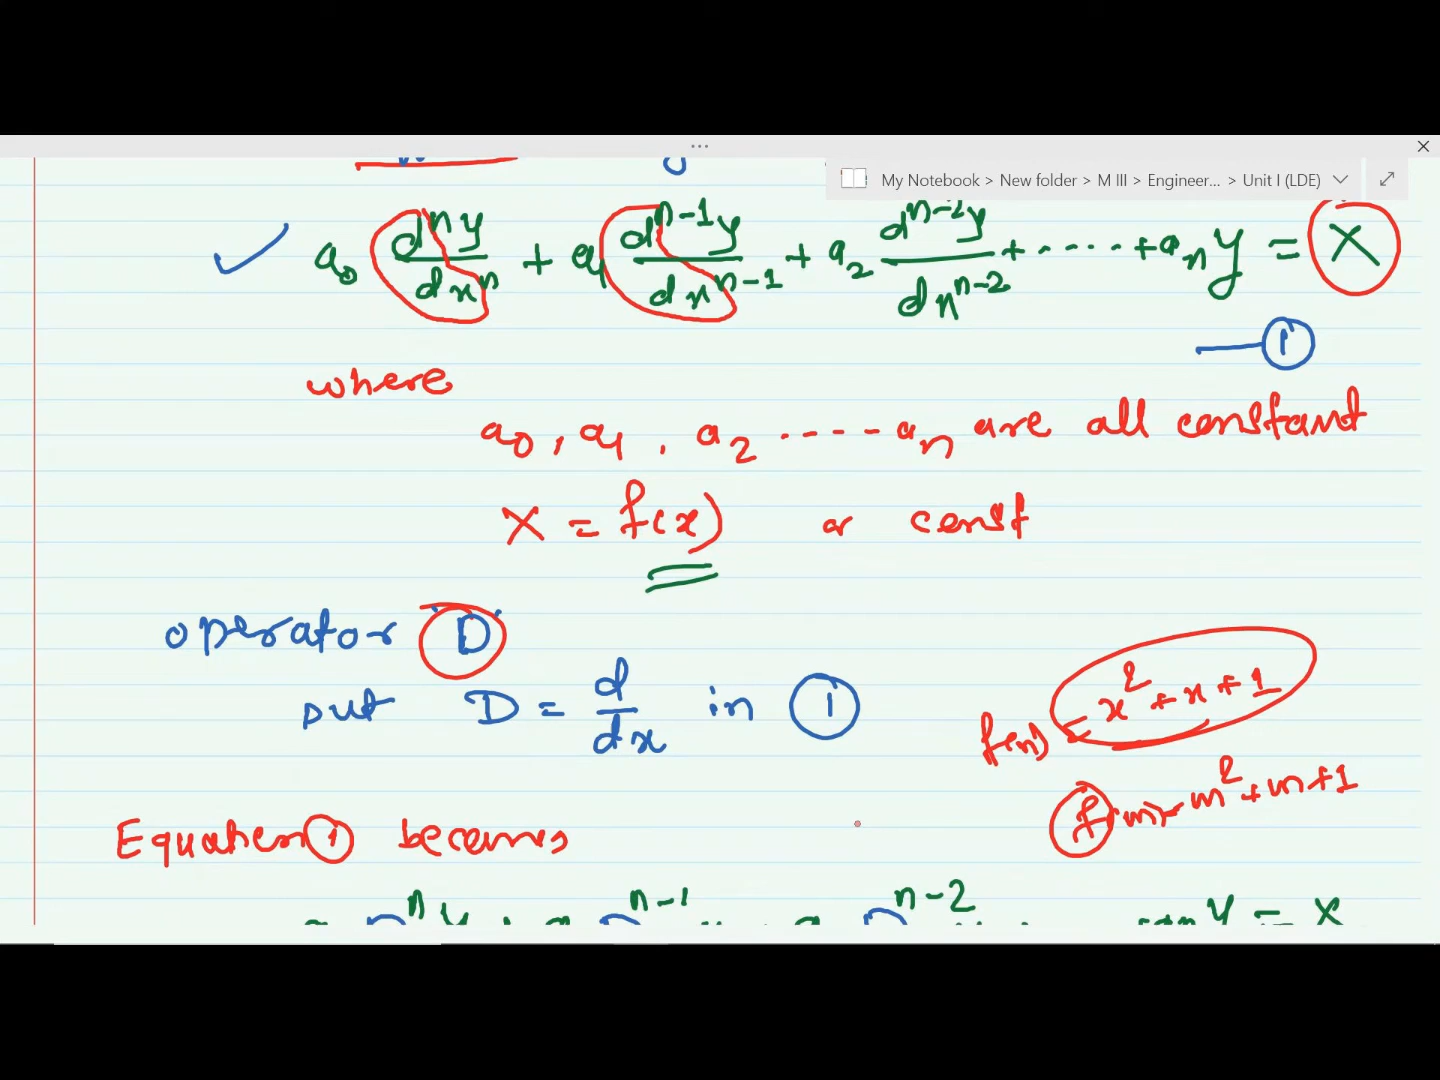 My Notebook > New folder > M III > Engineer... > Unit I (LDE)
a₀ dⁿy/dxⁿ + a₁ dⁿ⁻¹y/dxⁿ⁻¹ + a₂ dⁿ⁻²y/dxⁿ⁻² + ..... + aₙy = X
1
where
a₀, a₁, a₂ ..... aₙ are all constant
X = f(x) or const
operator D
put D = d/dx in 1
f(x) = x² + x + 1
f(m) = m² + m + 1
Equation 1 becomes